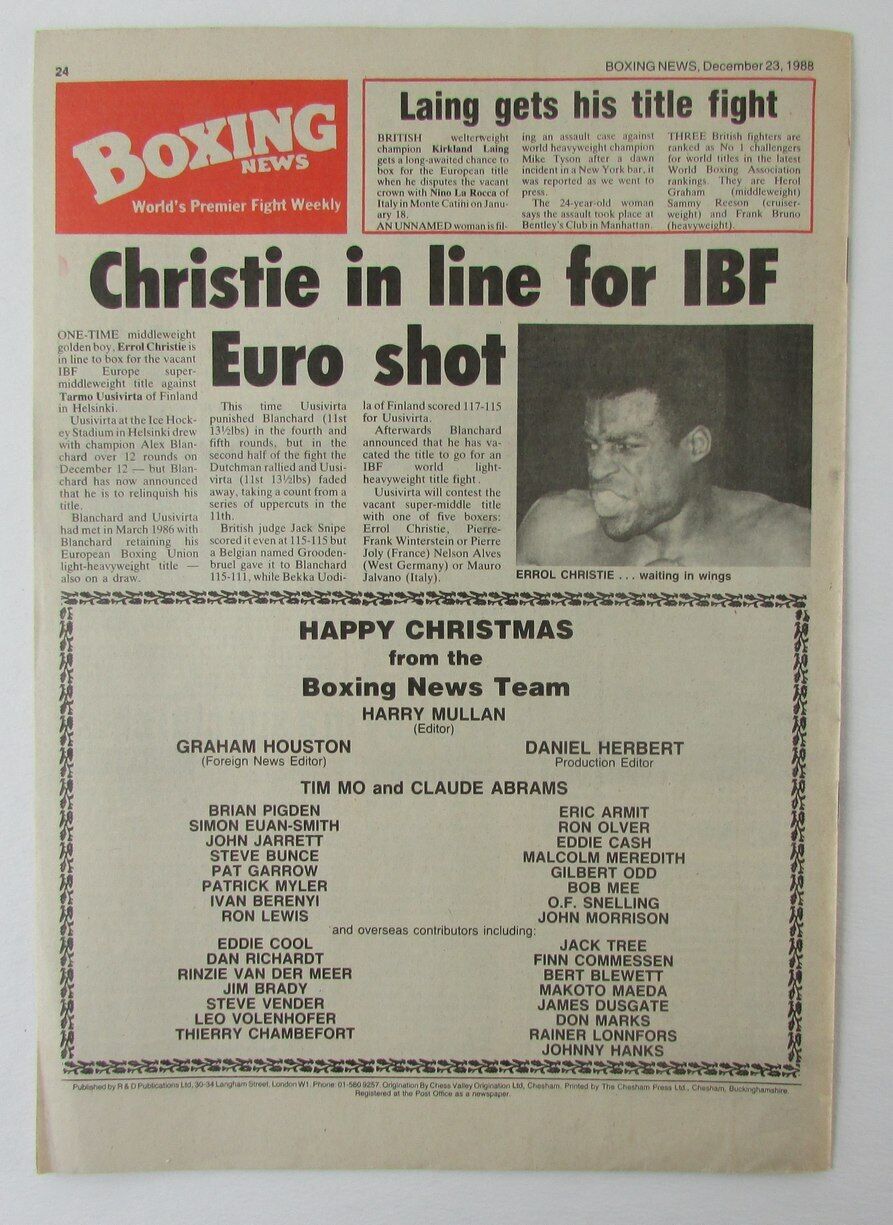 24
BOXING NEWS, December 23, 1988
BOXING
NEWS
World's Premier Fight Weekly
Laing gets his title fight
BRITISH welterweight
champion Kirkland Laing
gets a long-awaited chance to
box for the European title
when he disputes the vacant
crown with Nino La Rocca of
Italy in Monte Catini on Janu-
ary 18.
AN UNNAMED woman is fil-
ing an assault case against
world heavyweight champion
Mike Tyson after a dawn
incident in a New York bar, it
was reported as we went to
press.
The 24-year-old woman
says the assault took place at
Bentley's Club in Manhattan.
THREE British fighters are
ranked as No 1 challengers
for world titles in the latest
World Boxing Association
rankings. They are Herol
Graham (middleweight)
Sammy Reeson (cruiser-
weight) and Frank Bruno
(heavyweight).
Christie in line for IBF
Euro shot
ONE-TIME middleweight
golden boy, Errol Christie is
in line to box for the vacant
IBF Europe super-
middleweight title against
Tarmo Uusivirta of Finland
in Helsinki.
Uusivirta at the Ice Hock-
ey Stadium in Helsinki drew
with champion Alex Blan-
chard over 12 rounds on
December 12 — but Blan-
chard has now announced
that he is to relinquish his
title.
Blanchard and Uusivirta
had met in March 1986 with
Blanchard retaining his
European Boxing Union
light-heavyweight title —
also on a draw.
This time Uusivirta
punished Blanchard (11st
13½lbs) in the fourth and
fifth rounds, but in the
second half of the fight the
Dutchman rallied and Uusi-
virta (11st 13½lbs) faded
away, taking a count from a
series of uppercuts in the
11th.
British judge Jack Snipe
scored it even at 115-115 but
a Belgian named Grooden-
bruel gave it to Blanchard
115-111, while Bekka Uodi-
la of Finland scored 117-115
for Uusivirta.
Afterwards Blanchard
announced that he has va-
cated the title to go for an
IBF world light-
heavyweight title fight.
Uusivirta will contest the
vacant super-middle title
with one of five boxers:
Errol Christie, Pierre-
Frank Winterstein or Pierre
Joly (France) Nelson Alves
(West Germany) or Mauro
Jalvano (Italy).
ERROL CHRISTIE . . . waiting in wings
HAPPY CHRISTMAS
from the
Boxing News Team
HARRY MULLAN
(Editor)
GRAHAM HOUSTON
(Foreign News Editor)
DANIEL HERBERT
Production Editor
TIM MO and CLAUDE ABRAMS
BRIAN PIGDEN
SIMON EUAN-SMITH
JOHN JARRETT
STEVE BUNCE
PAT GARROW
PATRICK MYLER
IVAN BERENYI
RON LEWIS
ERIC ARMIT
RON OLVER
EDDIE CASH
MALCOLM MEREDITH
GILBERT ODD
BOB MEE
O.F. SNELLING
JOHN MORRISON
and overseas contributors including:
EDDIE COOL
DAN RICHARDT
RINZIE VAN DER MEER
JIM BRADY
STEVE VENDER
LEO VOLENHOFER
THIERRY CHAMBEFORT
JACK TREE
FINN COMMESSEN
BERT BLEWETT
MAKOTO MAEDA
JAMES DUSGATE
DON MARKS
RAINER LONNFORS
JOHNNY HANKS
Published by R & D Publications Ltd, 30-34 Langham Street, London W1. Phone: 01-580 9257. Origination By Chess Valley Origination Ltd, Chesham. Printed by The Chesham Press Ltd., Chesham, Buckinghamshire.
Registered at the Post Office as a newspaper.